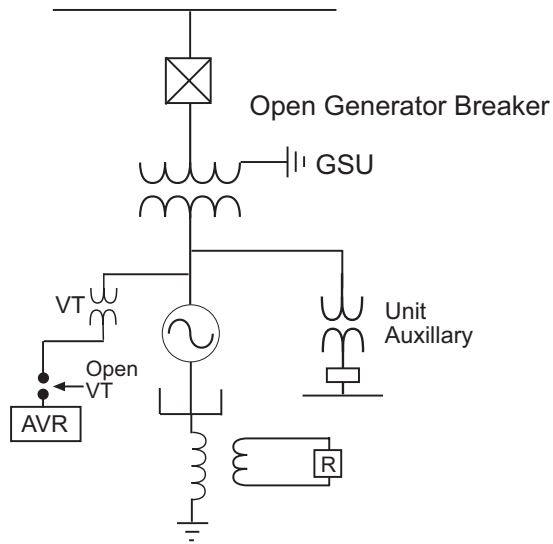 Open Generator Breaker
GSU
VT
Unit
Auxillary
Open
VT
AVR
R